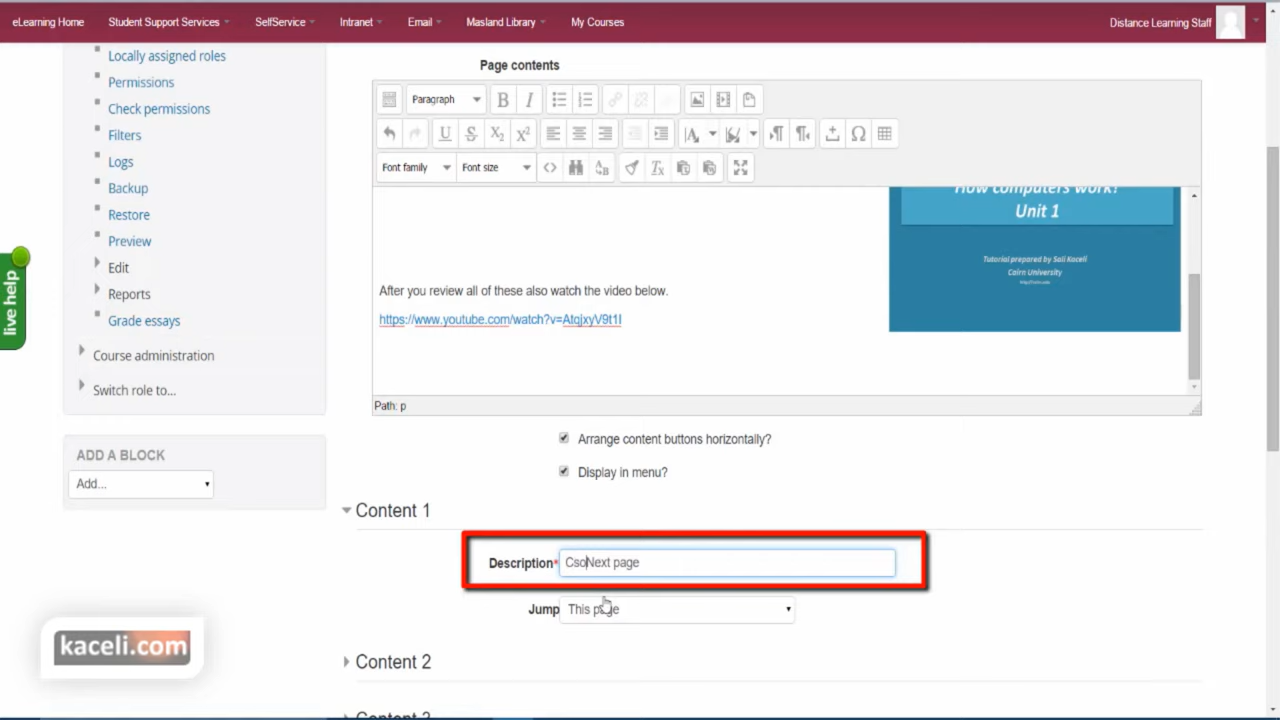 eLearning Home Student Support Services SelfService Intranet Email Masland Library My Courses Distance Learning Staff
Locally assigned roles
Permissions
Check permissions
Filters
Logs
Backup
Restore
Preview
Edit
Reports
Grade essays
Course administration
Switch role to...
ADD A BLOCK
Add...
live help
kaceli.com
Page contents
Paragraph
Font family Font size
How computers work?
Unit 1
Tutorial prepared by Sali Kaceli
Cairn University
After you review all of these also watch the video below.
https://www.youtube.com/watch?v=AtqjxyV9t1I
Path: p
Arrange content buttons horizontally?
Display in menu?
Content 1
Description* CsoNext page
Jump This page
Content 2
Content 3